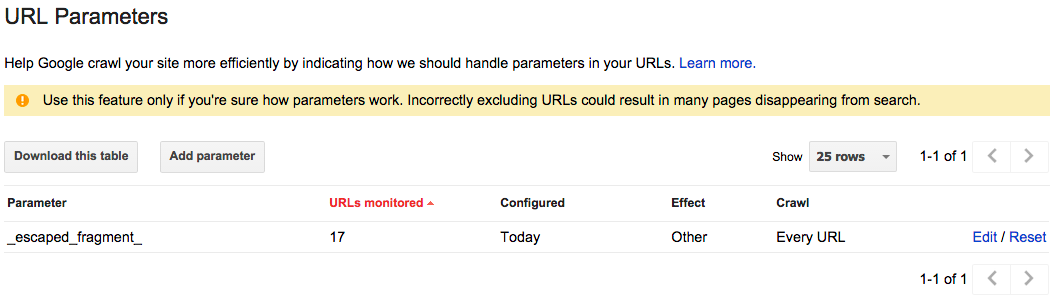 URL Parameters
Help Google crawl your site more efficiently by indicating how we should handle parameters in your URLs. Learn more.
Use this feature only if you're sure how parameters work. Incorrectly excluding URLs could result in many pages disappearing from search.
Download this table Add parameter Show 25 rows 1-1 of 1
Parameter URLs monitored Configured Effect Crawl
_escaped_fragment_ 17 Today Other Every URL Edit / Reset
1-1 of 1